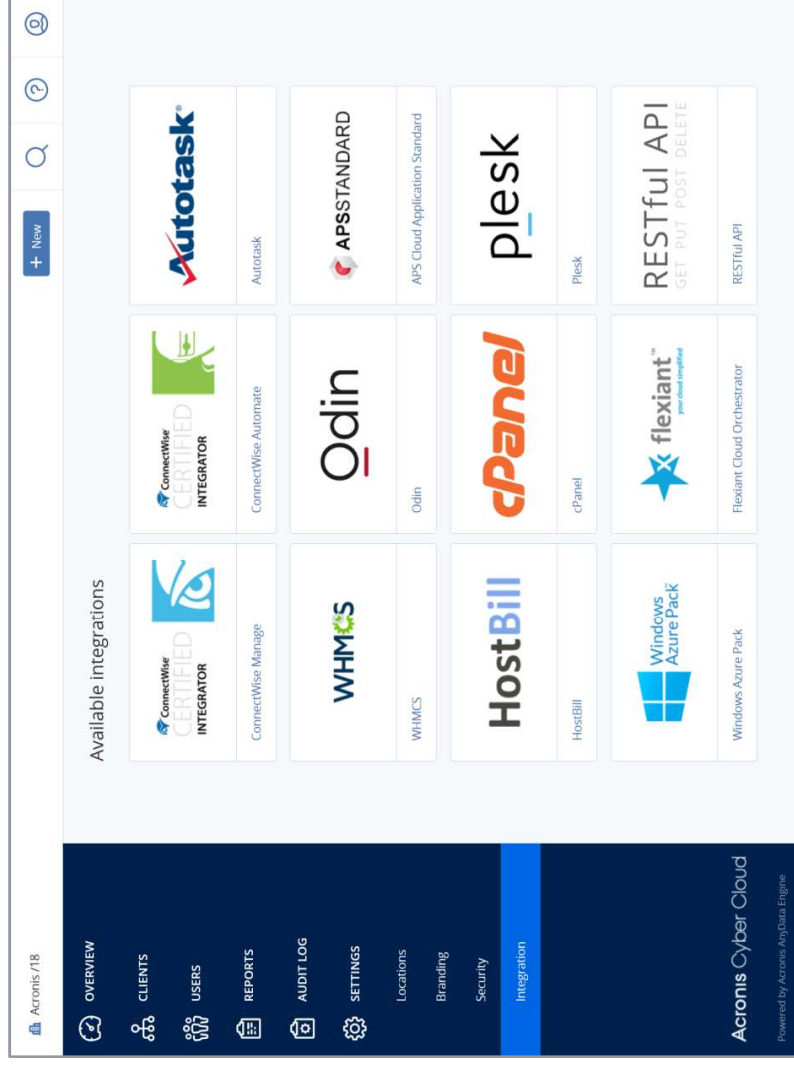 Acronis /18
+ New
OVERVIEW
CLIENTS
USERS
REPORTS
AUDIT LOG
SETTINGS
Locations
Branding
Security
Integration
Acronis Cyber Cloud
Powered by Acronis AnyData Engine
Available integrations
ConnectWise
CERTIFIED
INTEGRATOR
ConnectWise Manage
ConnectWise
CERTIFIED
INTEGRATOR
ConnectWise Automate
Autotask
Autotask
WHMCS
WHMCS
Odin
Odin
APSSTANDARD
APS Cloud Application Standard
HostBill
HostBill
cPanel
cPanel
plesk
Plesk
Windows
Azure Pack
Windows Azure Pack
flexiant™
your cloud simplified
Flexiant Cloud Orchestrator
RESTful API
GET PUT POST DELETE
RESTful API